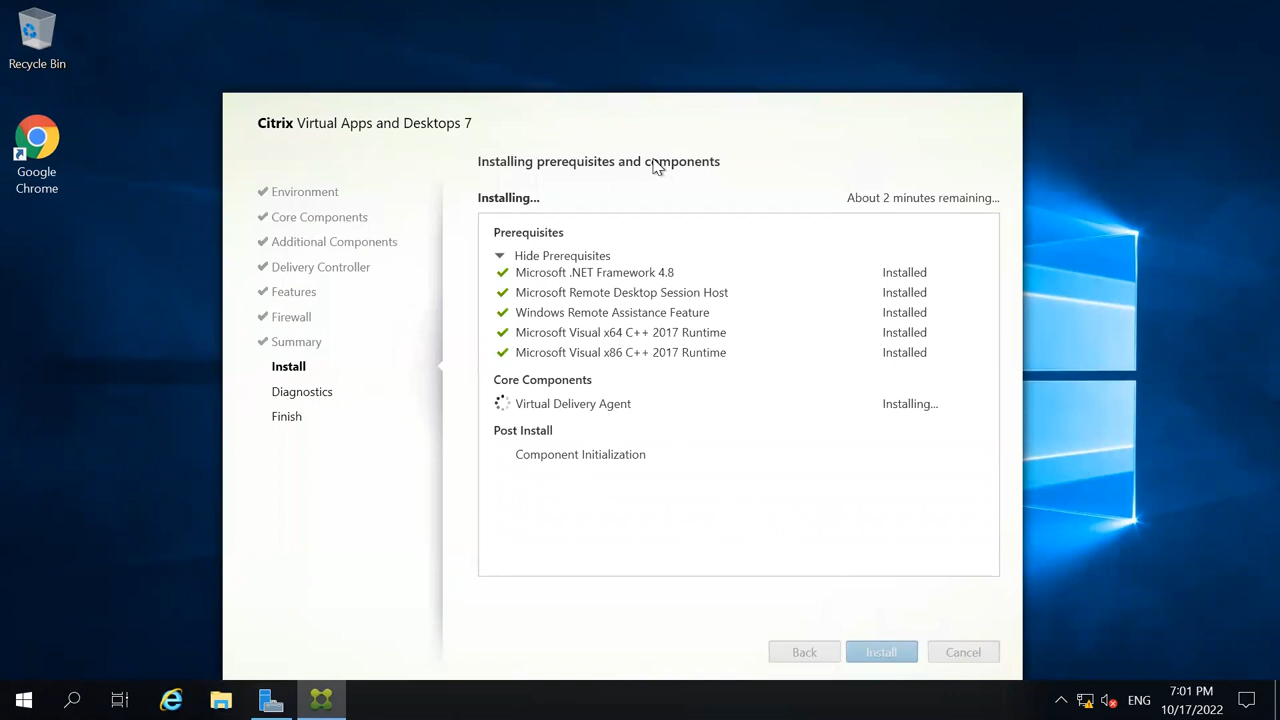 Recycle Bin
Google
Chrome
Citrix Virtual Apps and Desktops 7
Environment
Core Components
Additional Components
Delivery Controller
Features
Firewall
Summary
Install
Diagnostics
Finish
Installing prerequisites and components
Installing... About 2 minutes remaining...
Prerequisites
Hide Prerequisites
Microsoft .NET Framework 4.8 Installed
Microsoft Remote Desktop Session Host Installed
Windows Remote Assistance Feature Installed
Microsoft Visual x64 C++ 2017 Runtime Installed
Microsoft Visual x86 C++ 2017 Runtime Installed
Core Components
Virtual Delivery Agent Installing...
Post Install
Component Initialization
Back Install Cancel
ENG
7:01 PM
10/17/2022